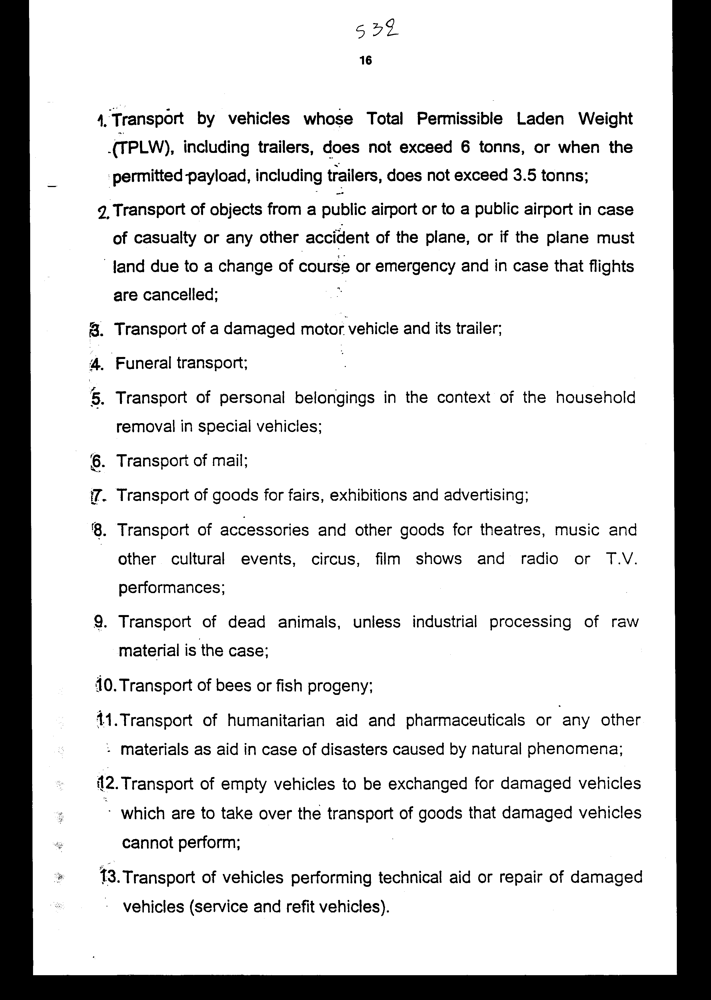 532
16
1. Transport by vehicles whose Total Permissible Laden Weight
(TPLW), including trailers, does not exceed 6 tonns, or when the
permitted payload, including trailers, does not exceed 3.5 tonns;
2. Transport of objects from a public airport or to a public airport in case
of casualty or any other accident of the plane, or if the plane must
land due to a change of course or emergency and in case that flights
are cancelled;
3. Transport of a damaged motor vehicle and its trailer;
4. Funeral transport;
5. Transport of personal belongings in the context of the household
removal in special vehicles;
6. Transport of mail;
7. Transport of goods for fairs, exhibitions and advertising;
8. Transport of accessories and other goods for theatres, music and
other cultural events, circus, film shows and radio or T.V.
performances;
9. Transport of dead animals, unless industrial processing of raw
material is the case;
10. Transport of bees or fish progeny;
11. Transport of humanitarian aid and pharmaceuticals or any other
materials as aid in case of disasters caused by natural phenomena;
12. Transport of empty vehicles to be exchanged for damaged vehicles
which are to take over the transport of goods that damaged vehicles
cannot perform;
13. Transport of vehicles performing technical aid or repair of damaged
vehicles (service and refit vehicles).